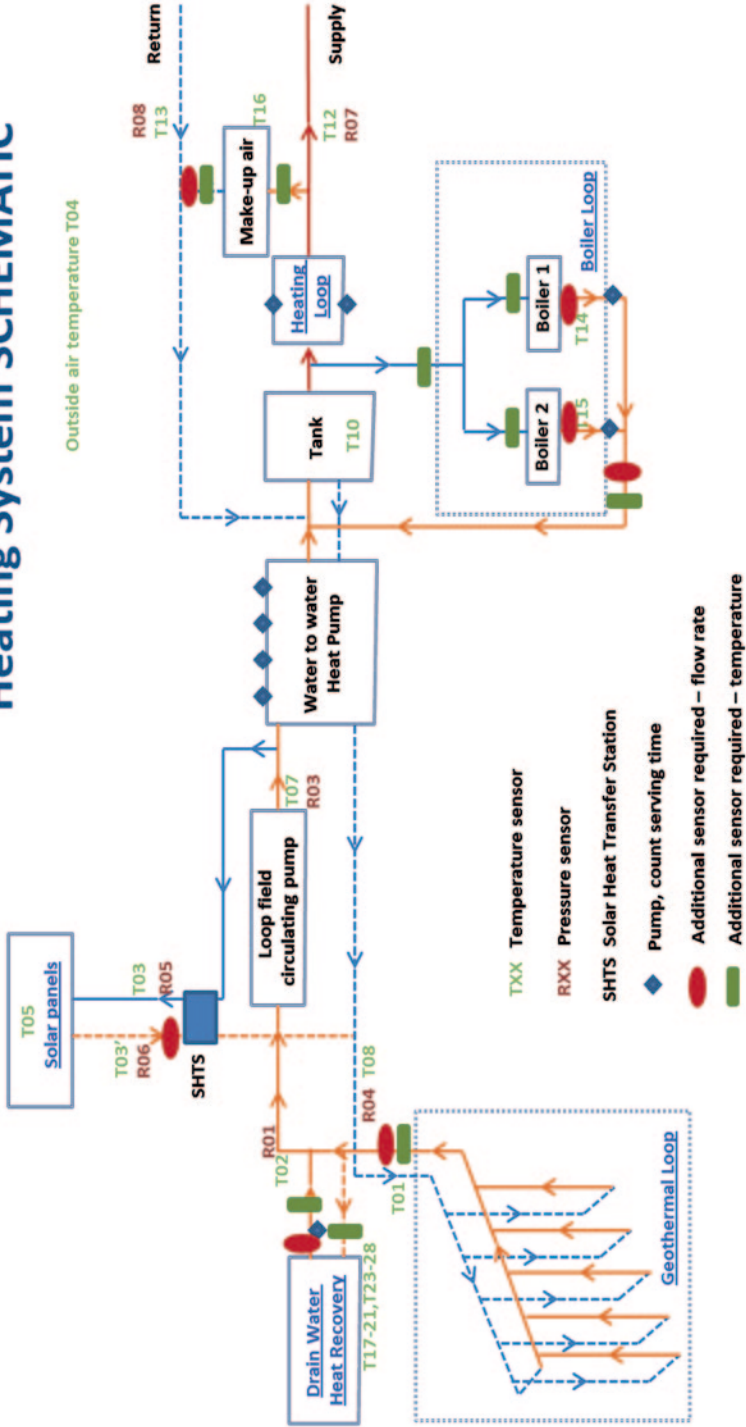 Heating System SCHEMATIC
Outside air temperature T04
Return
R08
T13
T16
Make-up air
Supply
T12
R07
Heating
Loop
Tank
T10
Boiler Loop
Boiler 1
T14
Boiler 2
T15
Water to water
Heat Pump
T07
R03
Loop field
circulating pump
T05
Solar panels
T03
R05
T03'
R06
SHTS
R01
T02
T08
R04
T01
Drain Water
Heat Recovery
T17-21,T23-28
Geothermal Loop
TXX Temperature sensor
RXX Pressure sensor
SHTS Solar Heat Transfer Station
Pump, count serving time
Additional sensor required – flow rate
Additional sensor required – temperature